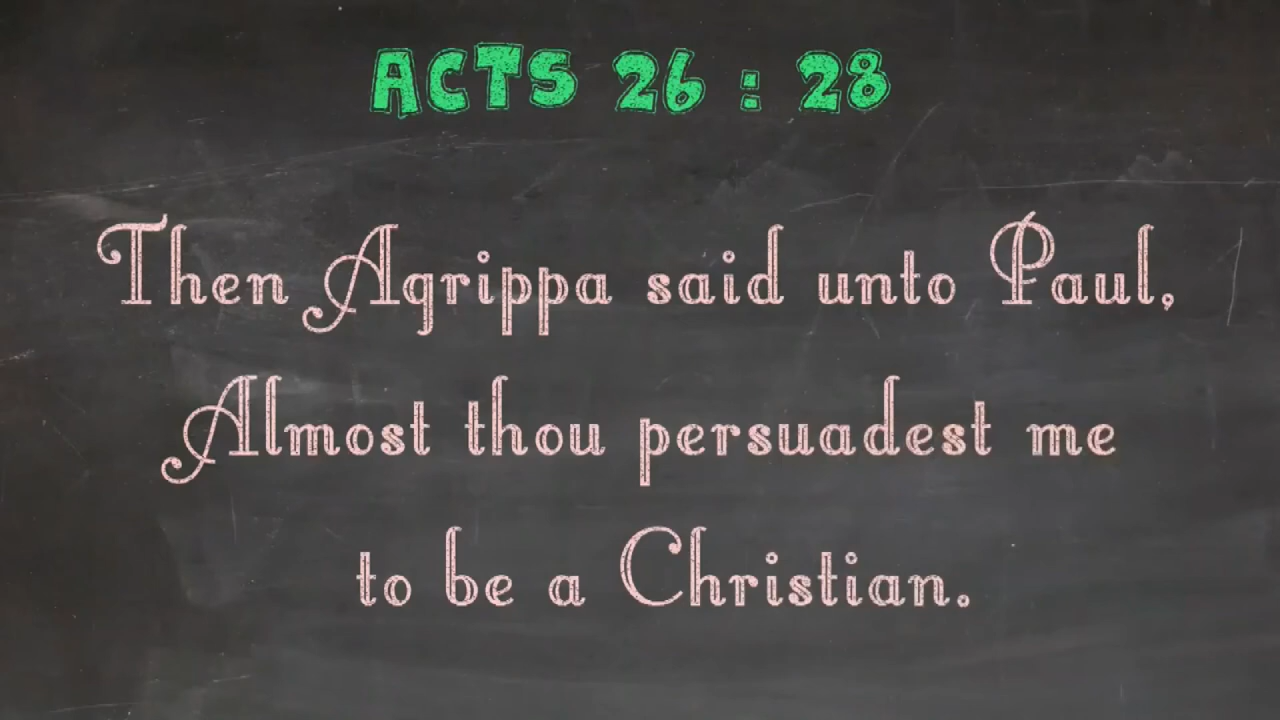 ACTS 26 : 28
Then Agrippa said unto Paul,
Almost thou persuadest me
to be a Christian.